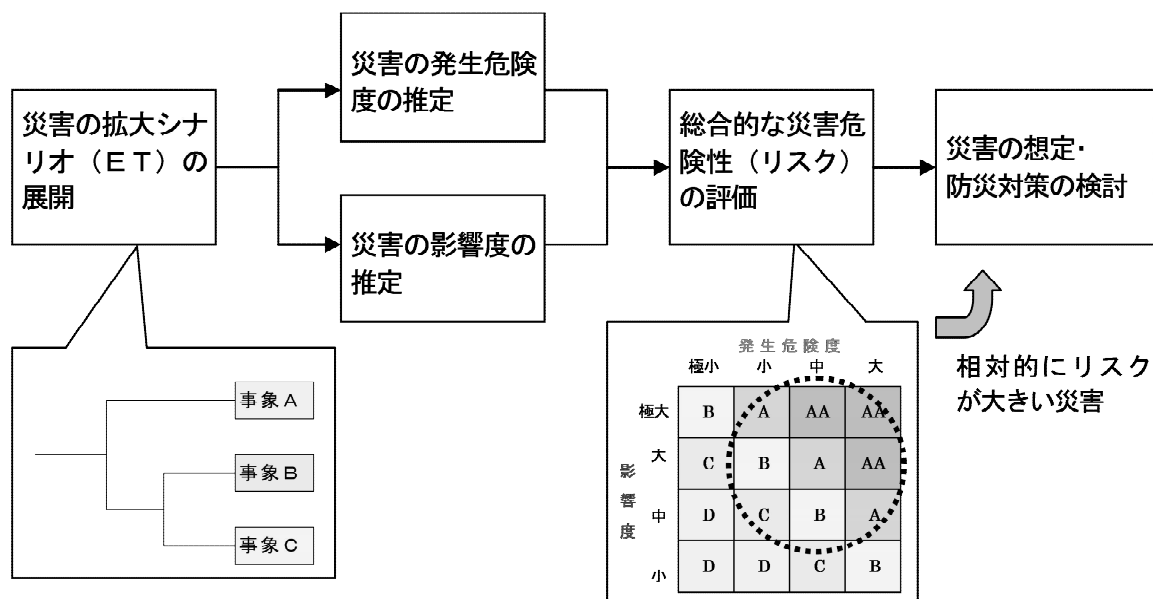 災害の拡大シナ
リオ（ＥＴ）の
展開
災害の発生危険
度の推定
災害の影響度の
推定
総合的な災害危
険性（リスク）
の評価
災害の想定・
防災対策の検討
事象Ａ
事象Ｂ
事象Ｃ
発生危険度
極小 小 中 大
影響度
極大 B A AA AA
大 C B A AA
中 D C B A
小 D D C B
相対的にリスク
が大きい災害